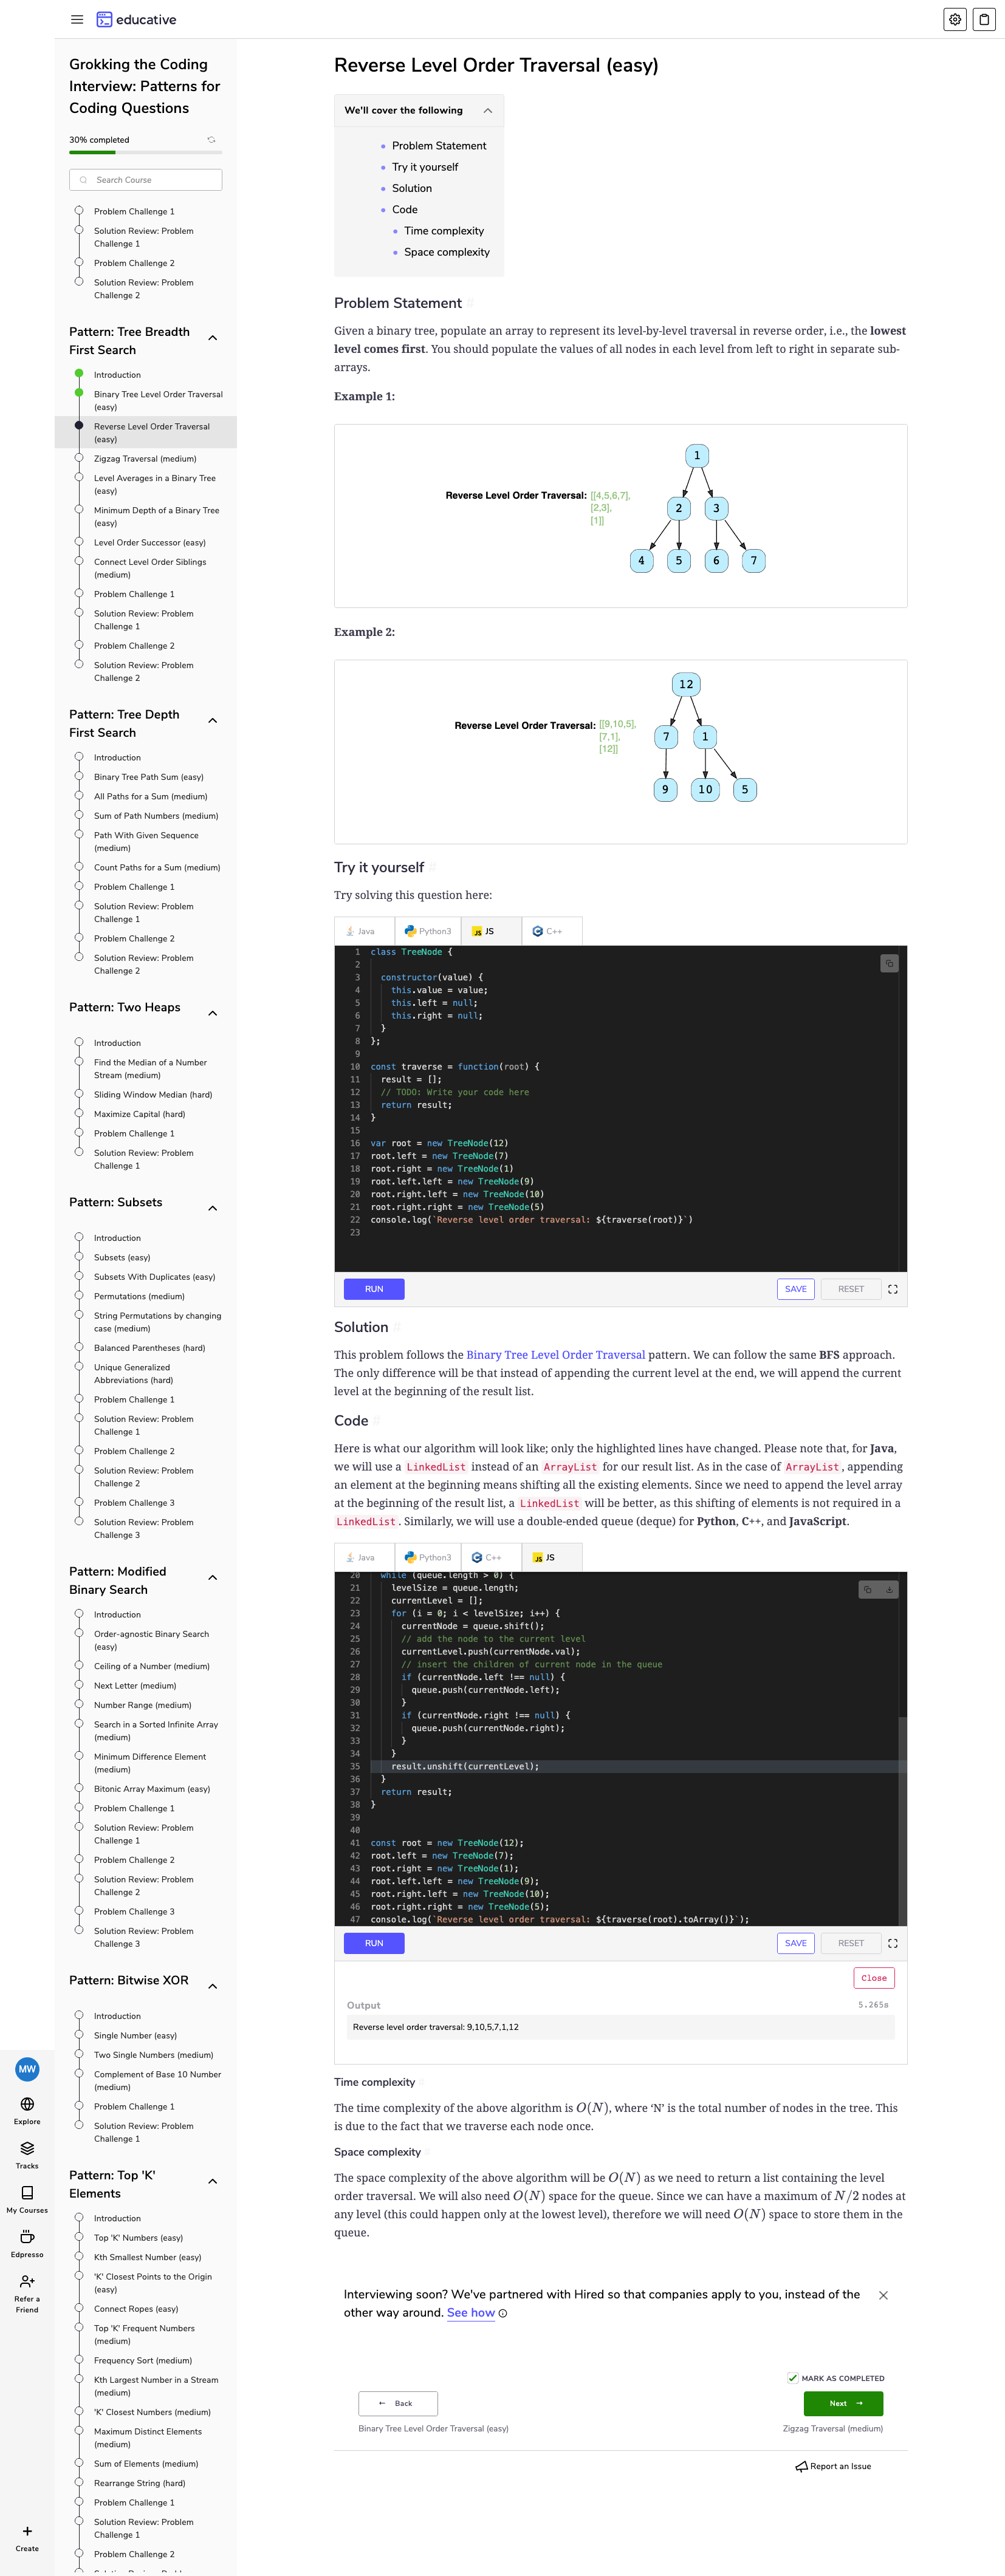 educative
Grokking the Coding
Interview: Patterns for
Coding Questions
30% completed
Search Course
Problem Challenge 1
Solution Review: Problem
Challenge 1
Problem Challenge 2
Solution Review: Problem
Challenge 2
Pattern: Tree Breadth
First Search
Introduction
Binary Tree Level Order Traversal
(easy)
Reverse Level Order Traversal
(easy)
Zigzag Traversal (medium)
Level Averages in a Binary Tree
(easy)
Minimum Depth of a Binary Tree
(easy)
Level Order Successor (easy)
Connect Level Order Siblings
(medium)
Problem Challenge 1
Solution Review: Problem
Challenge 1
Problem Challenge 2
Solution Review: Problem
Challenge 2
Pattern: Tree Depth
First Search
Introduction
Binary Tree Path Sum (easy)
All Paths for a Sum (medium)
Sum of Path Numbers (medium)
Path With Given Sequence
(medium)
Count Paths for a Sum (medium)
Problem Challenge 1
Solution Review: Problem
Challenge 1
Problem Challenge 2
Solution Review: Problem
Challenge 2
Pattern: Two Heaps
Introduction
Find the Median of a Number
Stream (medium)
Sliding Window Median (hard)
Maximize Capital (hard)
Problem Challenge 1
Solution Review: Problem
Challenge 1
Pattern: Subsets
Introduction
Subsets (easy)
Subsets With Duplicates (easy)
Permutations (medium)
String Permutations by changing
case (medium)
Balanced Parentheses (hard)
Unique Generalized
Abbreviations (hard)
Problem Challenge 1
Solution Review: Problem
Challenge 1
Problem Challenge 2
Solution Review: Problem
Challenge 2
Problem Challenge 3
Solution Review: Problem
Challenge 3
Pattern: Modified
Binary Search
Introduction
Order-agnostic Binary Search
(easy)
Ceiling of a Number (medium)
Next Letter (medium)
Number Range (medium)
Search in a Sorted Infinite Array
(medium)
Minimum Difference Element
(medium)
Bitonic Array Maximum (easy)
Problem Challenge 1
Solution Review: Problem
Challenge 1
Problem Challenge 2
Solution Review: Problem
Challenge 2
Problem Challenge 3
Solution Review: Problem
Challenge 3
Pattern: Bitwise XOR
Introduction
Single Number (easy)
Two Single Numbers (medium)
Complement of Base 10 Number
(medium)
Problem Challenge 1
Solution Review: Problem
Challenge 1
Pattern: Top 'K'
Elements
Introduction
Top 'K' Numbers (easy)
Kth Smallest Number (easy)
'K' Closest Points to the Origin
(easy)
Connect Ropes (easy)
Top 'K' Frequent Numbers
(medium)
Frequency Sort (medium)
Kth Largest Number in a Stream
(medium)
'K' Closest Numbers (medium)
Maximum Distinct Elements
(medium)
Sum of Elements (medium)
Rearrange String (hard)
Problem Challenge 1
Solution Review: Problem
Challenge 1
Problem Challenge 2
MW
Explore
Tracks
My Courses
Edpresso
Refer a
Friend
Create
Reverse Level Order Traversal (easy)
We'll cover the following
Problem Statement
Try it yourself
Solution
Code
Time complexity
Space complexity
Problem Statement #
Given a binary tree, populate an array to represent its level-by-level traversal in reverse order, i.e., the lowest
level comes first. You should populate the values of all nodes in each level from left to right in separate sub-
arrays.
Example 1:
Reverse Level Order Traversal: [[4,5,6,7],
[2,3],
[1]]
1
2 3
4 5 6 7
Example 2:
Reverse Level Order Traversal: [[9,10,5],
[7,1],
[12]]
12
7 1
9 10 5
Try it yourself #
Try solving this question here:
Java Python3 JS C++
1 class TreeNode {
2
3 constructor(value) {
4 this.value = value;
5 this.left = null;
6 this.right = null;
7 }
8 };
9
10 const traverse = function(root) {
11 result = [];
12 // TODO: Write your code here
13 return result;
14 }
15
16 var root = new TreeNode(12)
17 root.left = new TreeNode(7)
18 root.right = new TreeNode(1)
19 root.left.left = new TreeNode(9)
20 root.right.left = new TreeNode(10)
21 root.right.right = new TreeNode(5)
22 console.log(`Reverse level order traversal: ${traverse(root)}`)
23
RUN SAVE RESET
Solution #
This problem follows the Binary Tree Level Order Traversal pattern. We can follow the same BFS approach.
The only difference will be that instead of appending the current level at the end, we will append the current
level at the beginning of the result list.
Code #
Here is what our algorithm will look like; only the highlighted lines have changed. Please note that, for Java,
we will use a LinkedList instead of an ArrayList for our result list. As in the case of ArrayList, appending
an element at the beginning means shifting all the existing elements. Since we need to append the level array
at the beginning of the result list, a LinkedList will be better, as this shifting of elements is not required in a
LinkedList. Similarly, we will use a double-ended queue (deque) for Python, C++, and JavaScript.
Java Python3 C++ JS
20 while (queue.length > 0) {
21 levelSize = queue.length;
22 currentLevel = [];
23 for (i = 0; i < levelSize; i++) {
24 currentNode = queue.shift();
25 // add the node to the current level
26 currentLevel.push(currentNode.val);
27 // insert the children of current node in the queue
28 if (currentNode.left !== null) {
29 queue.push(currentNode.left);
30 }
31 if (currentNode.right !== null) {
32 queue.push(currentNode.right);
33 }
34 }
35 result.unshift(currentLevel);
36 }
37 return result;
38 }
39
40
41 const root = new TreeNode(12);
42 root.left = new TreeNode(7);
43 root.right = new TreeNode(1);
44 root.left.left = new TreeNode(9);
45 root.right.left = new TreeNode(10);
46 root.right.right = new TreeNode(5);
47 console.log(`Reverse level order traversal: ${traverse(root).toArray()}`);
RUN SAVE RESET
Close
Output 5.265s
Reverse level order traversal: 9,10,5,7,1,12
Time complexity #
The time complexity of the above algorithm is O(N), where ‘N’ is the total number of nodes in the tree. This
is due to the fact that we traverse each node once.
Space complexity #
The space complexity of the above algorithm will be O(N) as we need to return a list containing the level
order traversal. We will also need O(N) space for the queue. Since we can have a maximum of N/2 nodes at
any level (this could happen only at the lowest level), therefore we will need O(N) space to store them in the
queue.
Interviewing soon? We've partnered with Hired so that companies apply to you, instead of the
other way around. See how
MARK AS COMPLETED
← Back Next →
Binary Tree Level Order Traversal (easy) Zigzag Traversal (medium)
Report an Issue